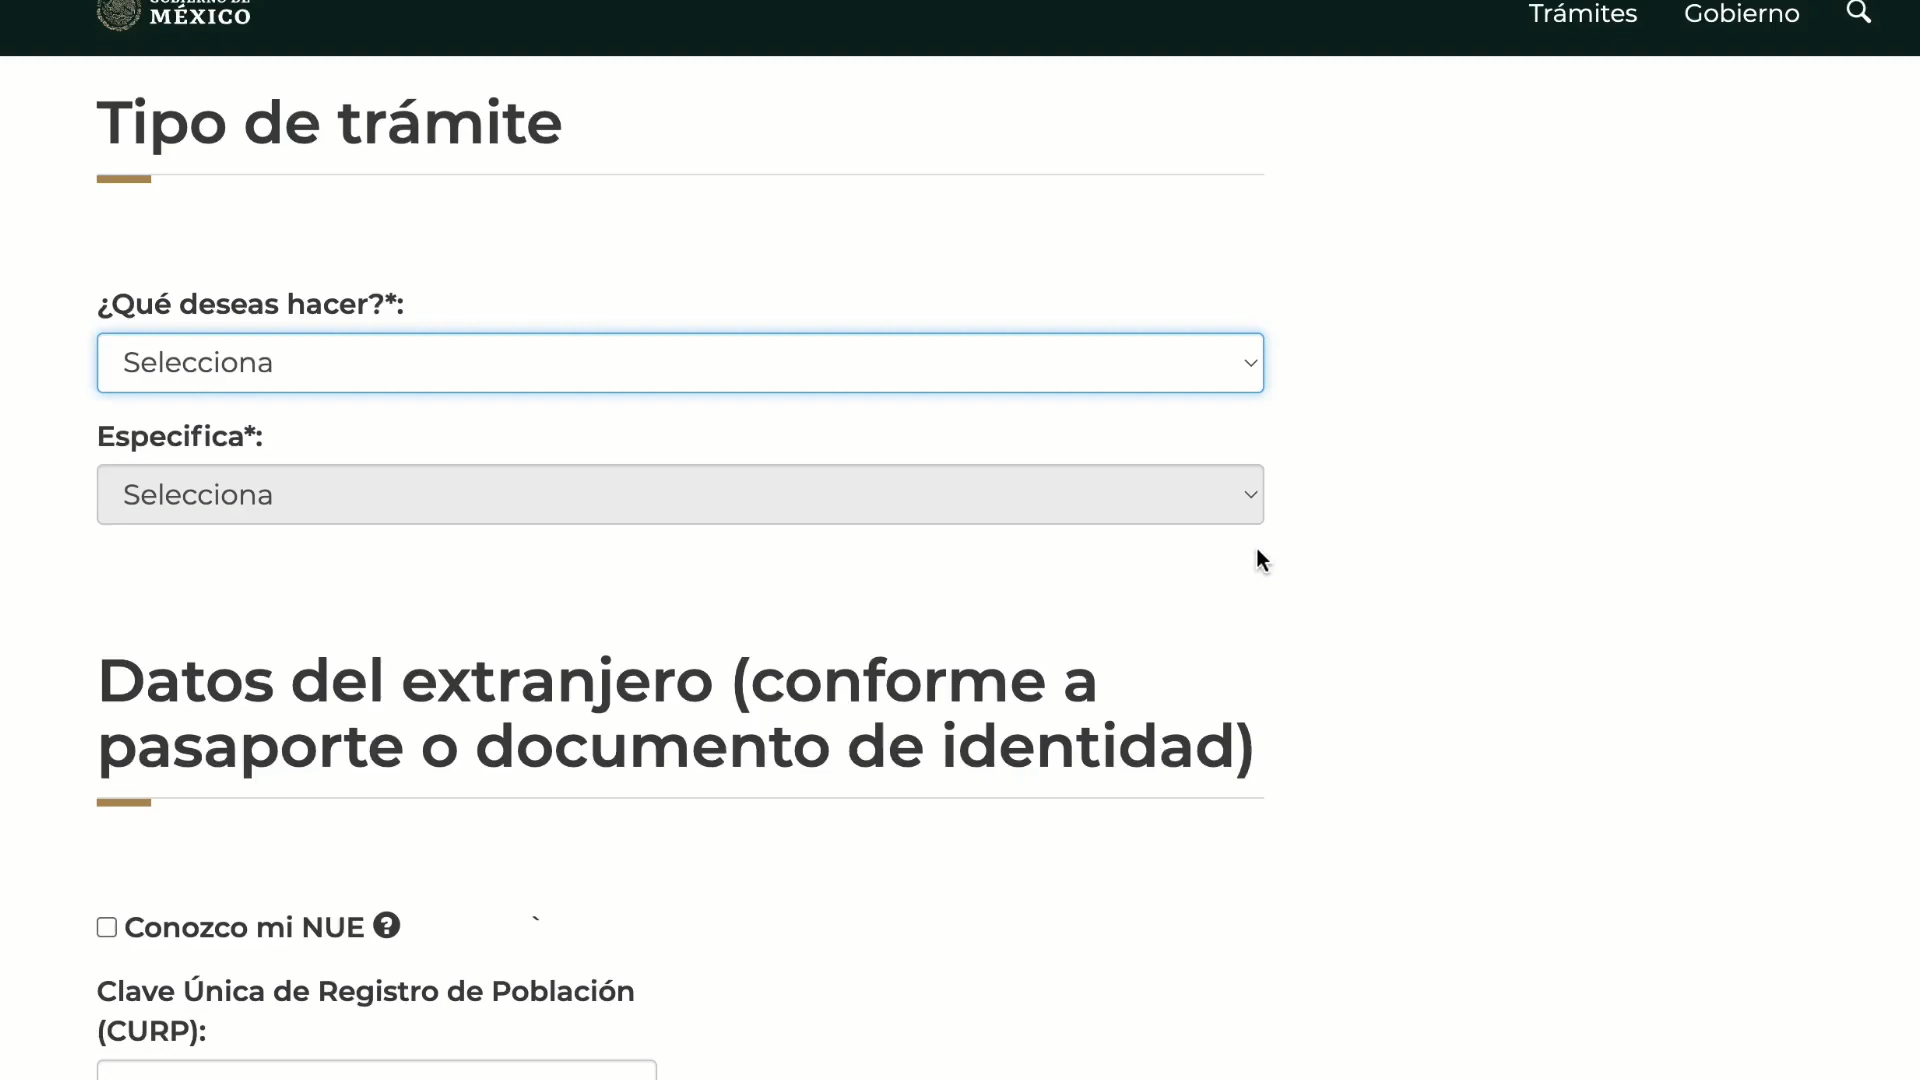 MÉXICO
Trámites Gobierno
Tipo de trámite
¿Qué deseas hacer?*:
Selecciona
Especifica*:
Selecciona
Datos del extranjero (conforme a
pasaporte o documento de identidad)
Conozco mi NUE ?
`
Clave Única de Registro de Población
(CURP):